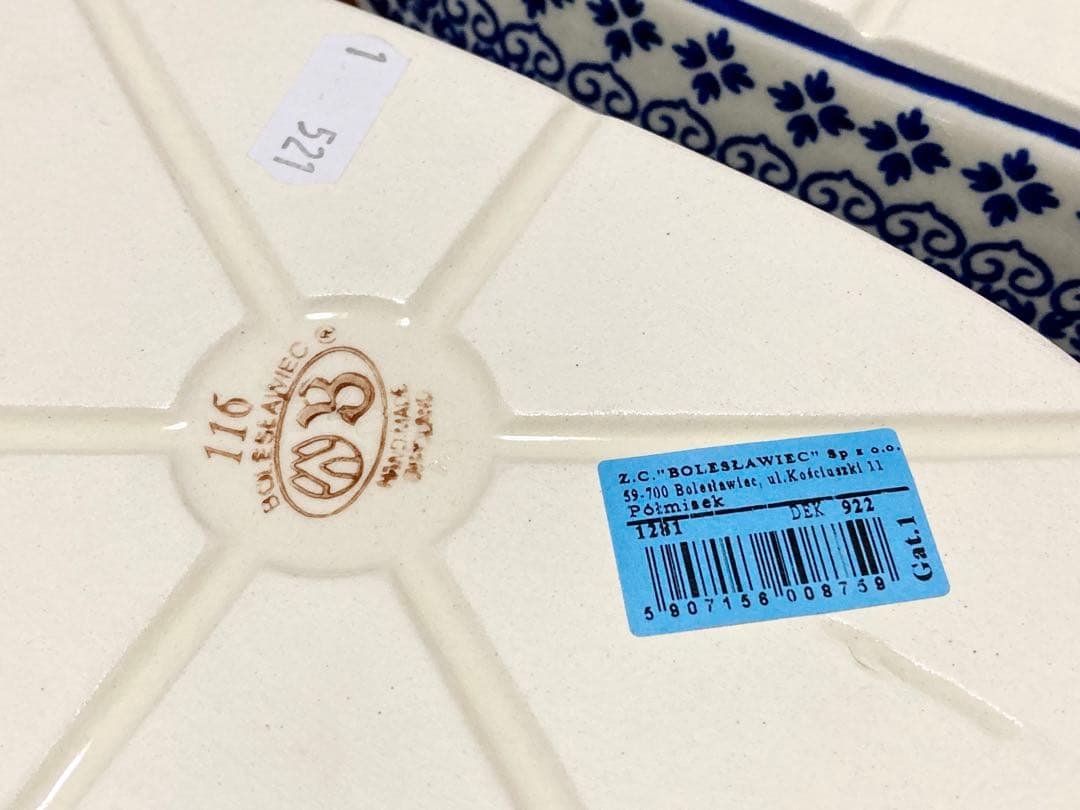 1 521
116
BOLESŁAWIEC ®
B
HANDMADE
Z.C."BOLESŁAWIEC" Sp z o.o.
59-700 Bolesławiec, ul.Kościuszki 11
Półmisek
1281 DEK 922
Gat.1
5907156008759